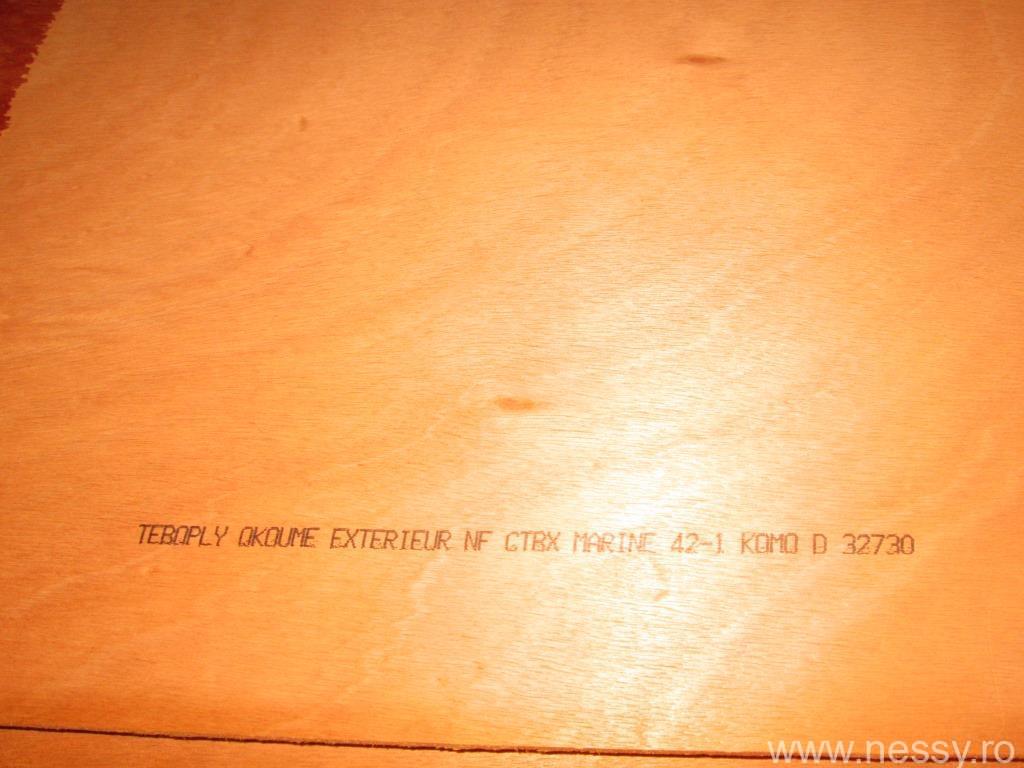 TEBOPLY OKOUME EXTERIEUR NF CTBX MARINE 42-1 KOMO D 32730
www.nessy.ro